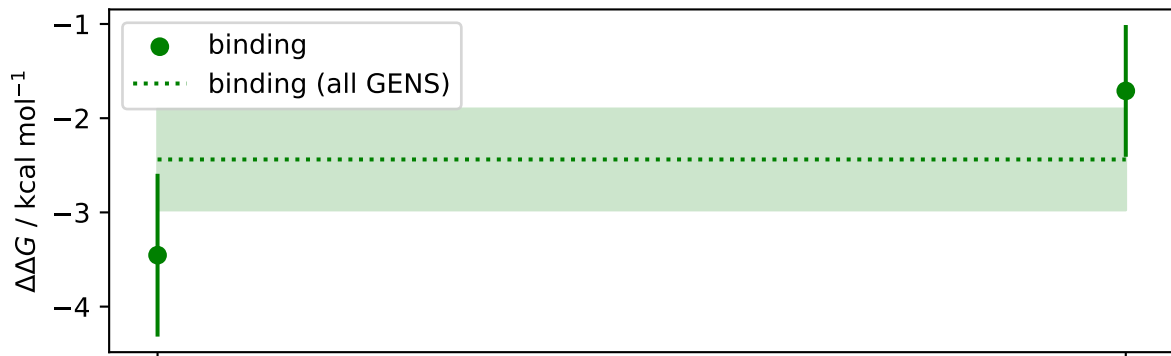 −1
−2
−3
−4
ΔΔG / kcal mol⁻¹
binding
binding (all GENS)